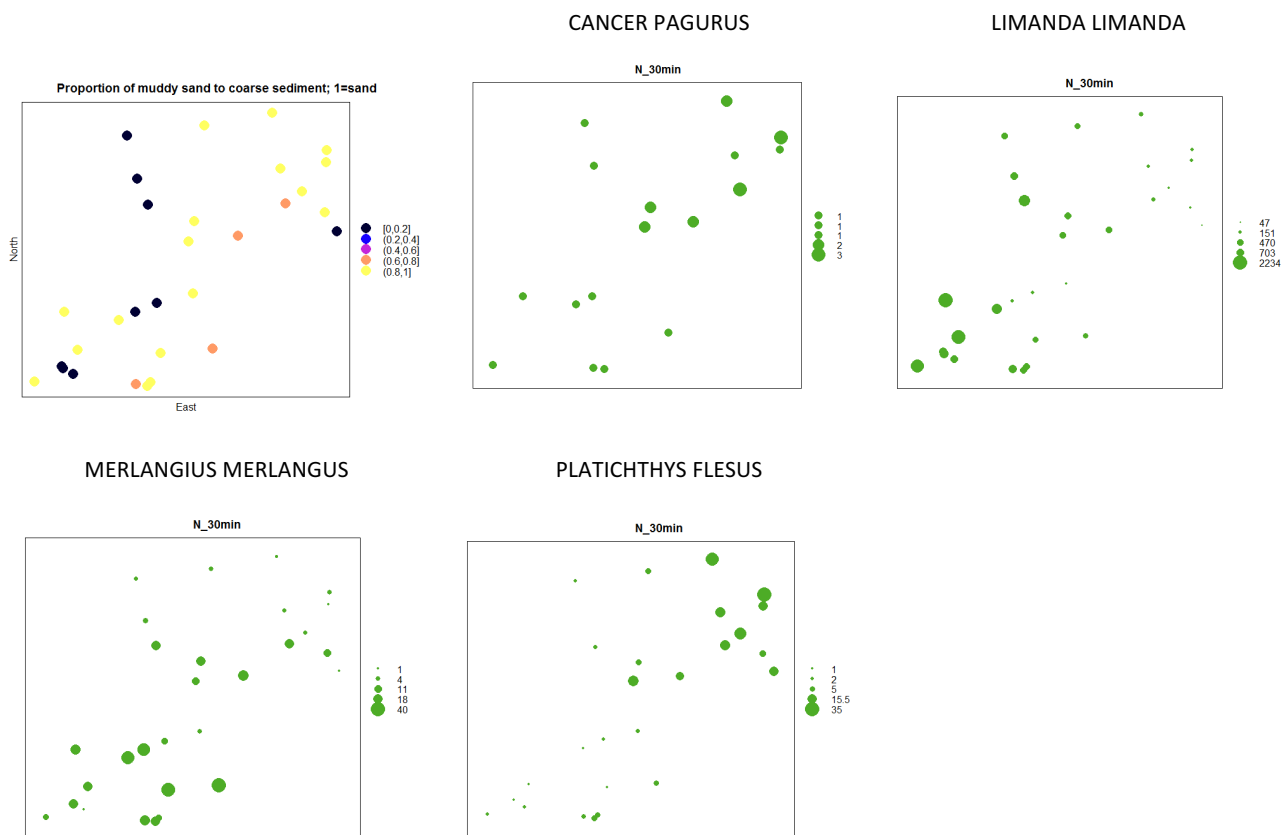 CANCER PAGURUS
LIMANDA LIMANDA
Proportion of muddy sand to coarse sediment; 1=sand
North
East
[0,0.2]
(0.2,0.4]
(0.4,0.6]
(0.6,0.8]
(0.8,1]
N_30min
1
1
1
2
3
N_30min
47
151
470
703
2234
MERLANGIUS MERLANGUS
PLATICHTHYS FLESUS
N_30min
1
4
11
18
40
N_30min
1
2
5
15.5
35